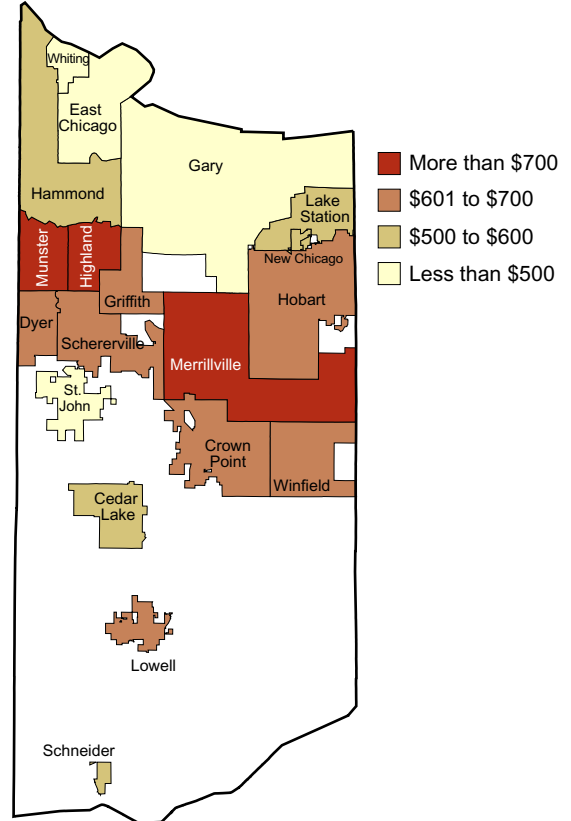 Whiting
East
Chicago
Gary
Hammond
Lake
Station
New Chicago
Munster
Highland
Griffith
Hobart
Dyer
Schererville
Merrillville
St.
John
Crown
Point
Winfield
Cedar
Lake
Lowell
Schneider
More than $700
$601 to $700
$500 to $600
Less than $500